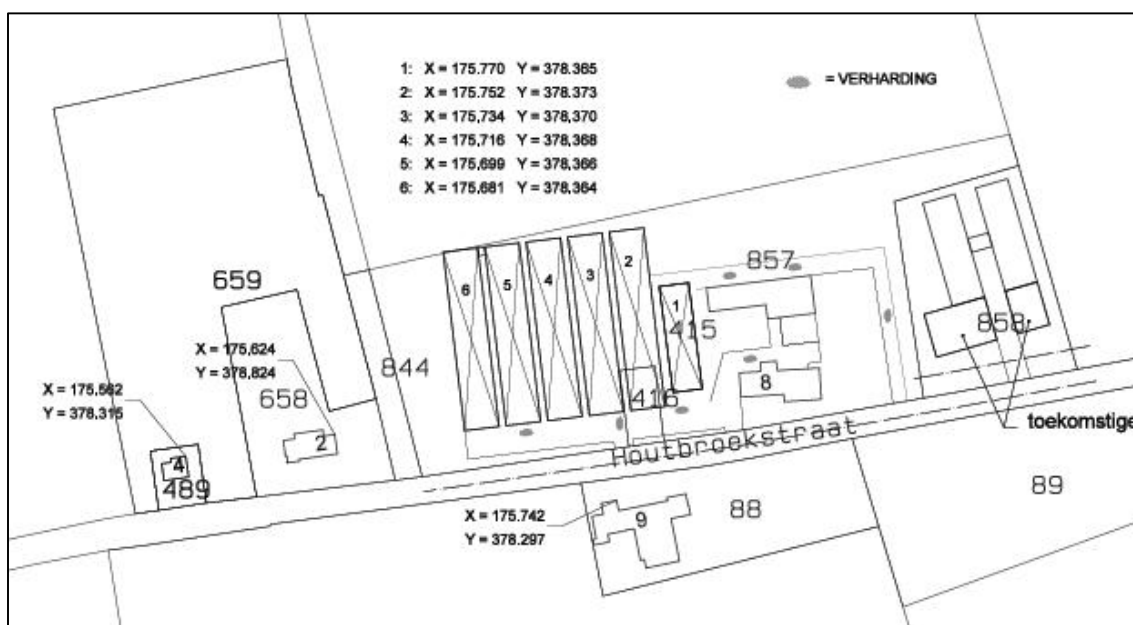 1: X = 175.770 Y = 378.365
2: X = 175.752 Y = 378.373
3: X = 175,734 Y = 378,370
4: X = 175,716 Y = 378,368
5: X = 175,699 Y = 378,366
6: X = 175,681 Y = 378,364
= VERHARDING
659
X = 175,624
Y = 378,824
658
2
X = 175.562
Y = 378.315
4
489
844
6
5
4
3
2
1
857
415
416
8
858
toekomstige
Houtbroekstraat
X = 175.742
Y = 378.297
9
88
89